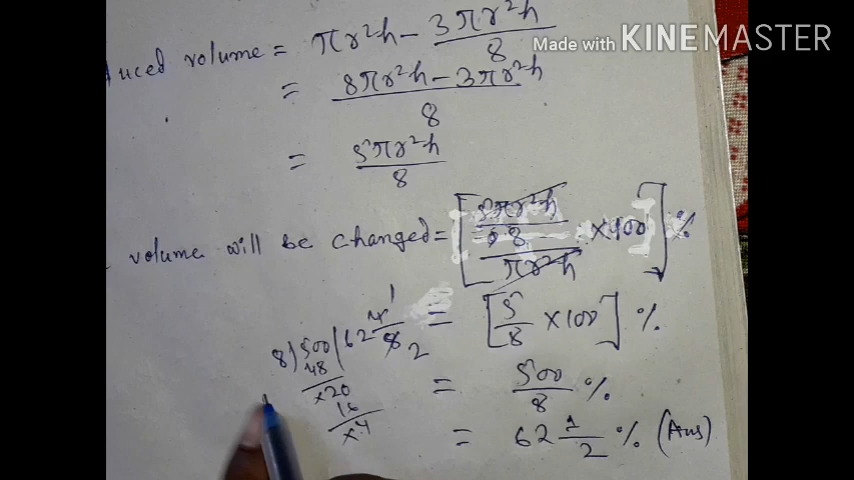 Made with KINEMASTER
uced volume = πr²h - 3πr²h/8
= 8πr²h - 3πr²h/8
= 5πr²h/8
volume will be changed = [5πr²h/8/πr²h ×100]%
= [5/8 ×100]%
8)500(62 4/8 1 2
48
×20
16
×4
= 500/8 %
= 62 1/2 % (Ans)